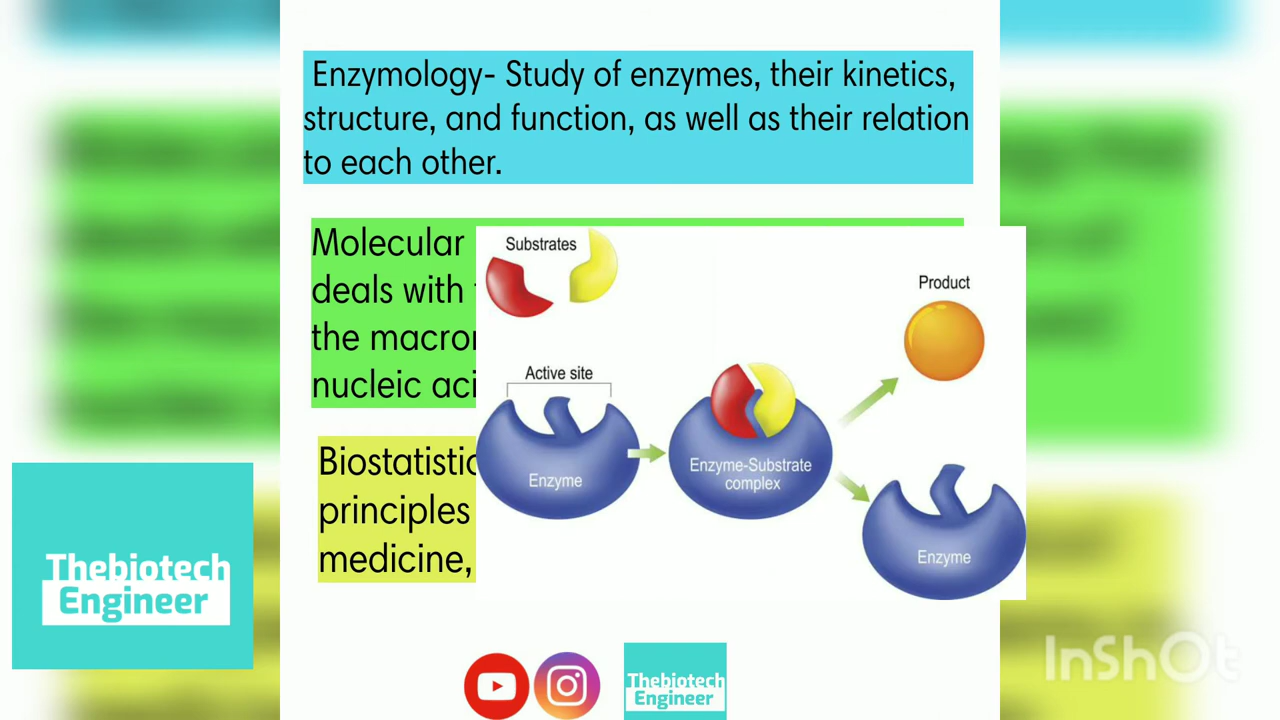 Enzymology- Study of enzymes, their kinetics,
structure, and function, as well as their relation
to each other.
Molecular
deals with
the macro
nucleic aci
Biostatistic
principles
medicine,
Substrates
Product
Active site
Enzyme
Enzyme-Substrate
complex
Enzyme
Thebiotech
Engineer
Thebiotech
Engineer
InShOt